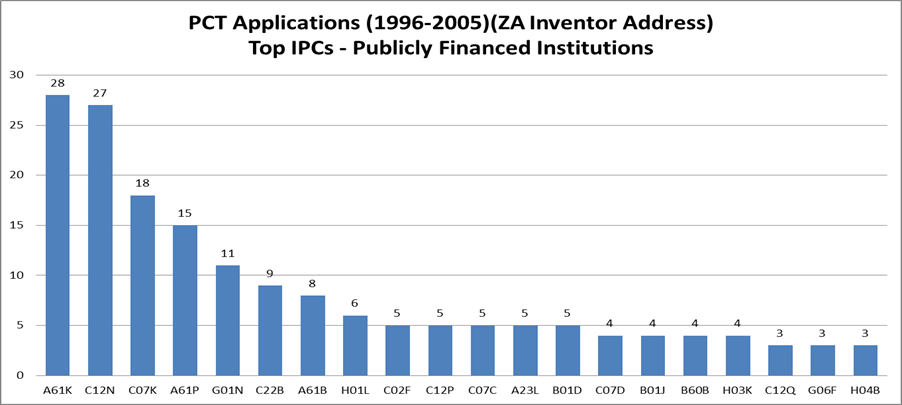 PCT Applications (1996-2005)(ZA Inventor Address)
Top IPCs - Publicly Financed Institutions
30
25
20
15
10
5
0
28 27 18 15 11 9 8 6 5 5 5 5 5 4 4 4 4 3 3 3
A61K C12N C07K A61P G01N C22B A61B H01L C02F C12P C07C A23L B01D C07D B01J B60B H03K C12Q G06F H04B